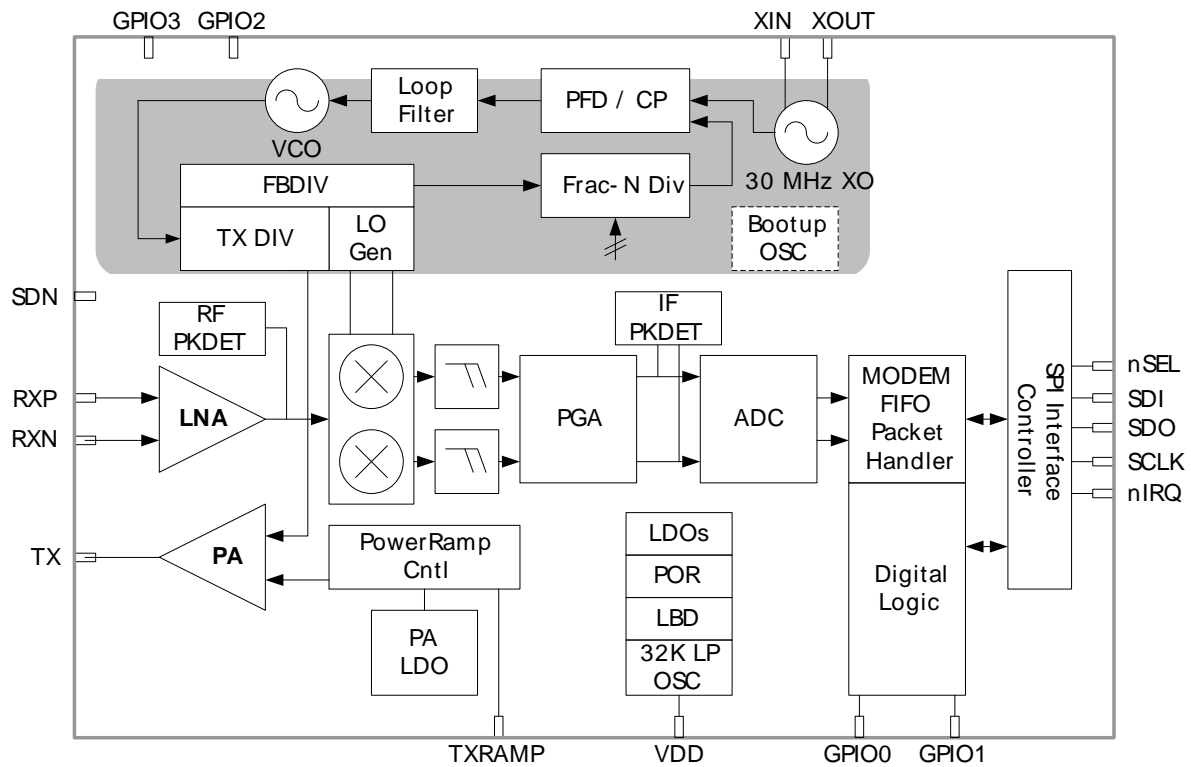 GPIO3
GPIO2
XIN
XOUT
Loop
Filter
PFD / CP
VCO
30 MHz XO
FBDIV
Frac-N Div
TX DIV
LO
Gen
Bootup
OSC
SDN
RF
PKDET
IF
PKDET
RXP
RXN
LNA
PGA
ADC
MODEM
FIFO
Packet
Handler
SPI Interface
Controller
nSEL
SDI
SDO
SCLK
nIRQ
TX
PA
PowerRamp
Cntl
PA
LDO
LDOs
POR
LBD
32K LP
OSC
Digital
Logic
TXRAMP
VDD
GPIO0
GPIO1